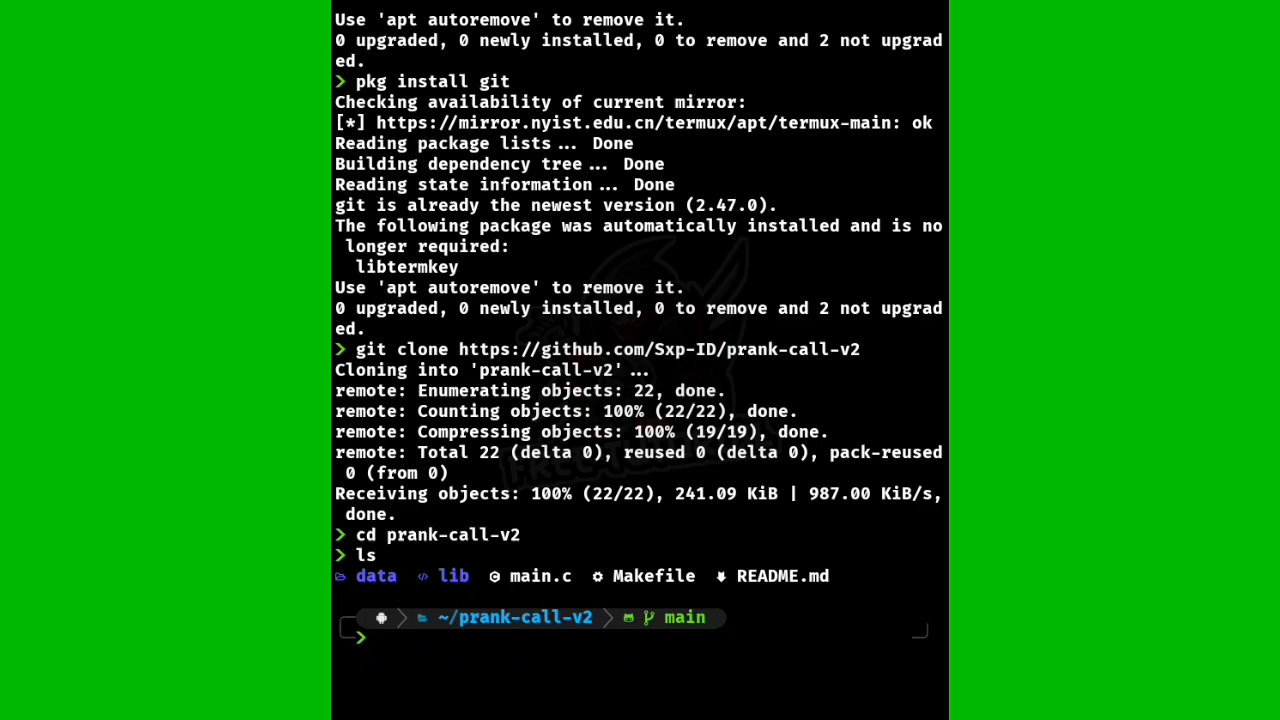 Use 'apt autoremove' to remove it.
0 upgraded, 0 newly installed, 0 to remove and 2 not upgrad
ed.
❯ pkg install git
Checking availability of current mirror:
[*] https://mirror.nyist.edu.cn/termux/apt/termux-main: ok
Reading package lists... Done
Building dependency tree... Done
Reading state information... Done
git is already the newest version (2.47.0).
The following package was automatically installed and is no
 longer required:
  libtermkey
Use 'apt autoremove' to remove it.
0 upgraded, 0 newly installed, 0 to remove and 2 not upgrad
ed.
❯ git clone https://github.com/Sxp-ID/prank-call-v2
Cloning into 'prank-call-v2'...
remote: Enumerating objects: 22, done.
remote: Counting objects: 100% (22/22), done.
remote: Compressing objects: 100% (19/19), done.
remote: Total 22 (delta 0), reused 0 (delta 0), pack-reused
 0 (from 0)
Receiving objects: 100% (22/22), 241.09 KiB | 987.00 KiB/s,
 done.
❯ cd prank-call-v2
❯ ls
data lib main.c Makefile README.md
~/prank-call-v2 main
❯